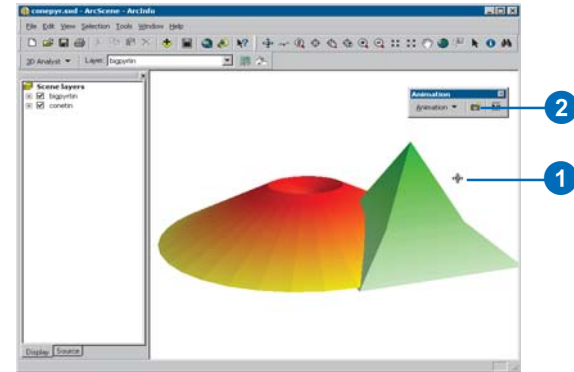 conepyr.sxd - ArcScene - ArcInfo
File Edit View Selection Tools Window Help
3D Analyst Layer: bigpyrtin
Scene layers
bigpyrtin
conetin
Animation
Animation
2
1
Display Source